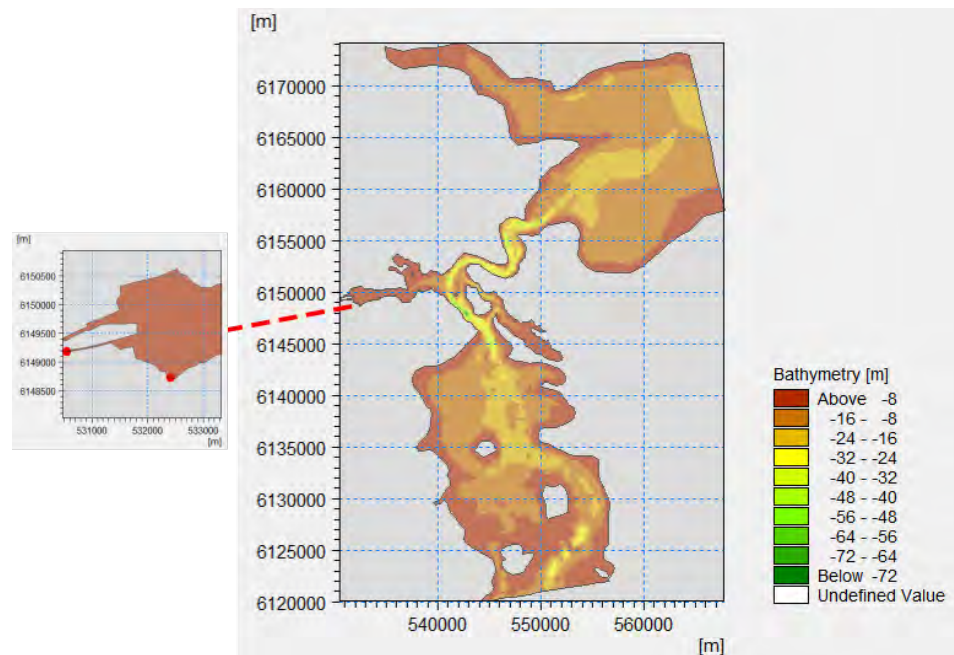 [m]
6170000
6165000
6160000
6155000
6150000
6145000
6140000
6135000
6130000
6125000
6120000
540000 550000 560000
[m]
[m]
6150500
6150000
6149500
6149000
6148500
531000 532000 533000
[m]
Bathymetry [m]
Above -8
-16 - -8
-24 - -16
-32 - -24
-40 - -32
-48 - -40
-56 - -48
-64 - -56
-72 - -64
Below -72
Undefined Value